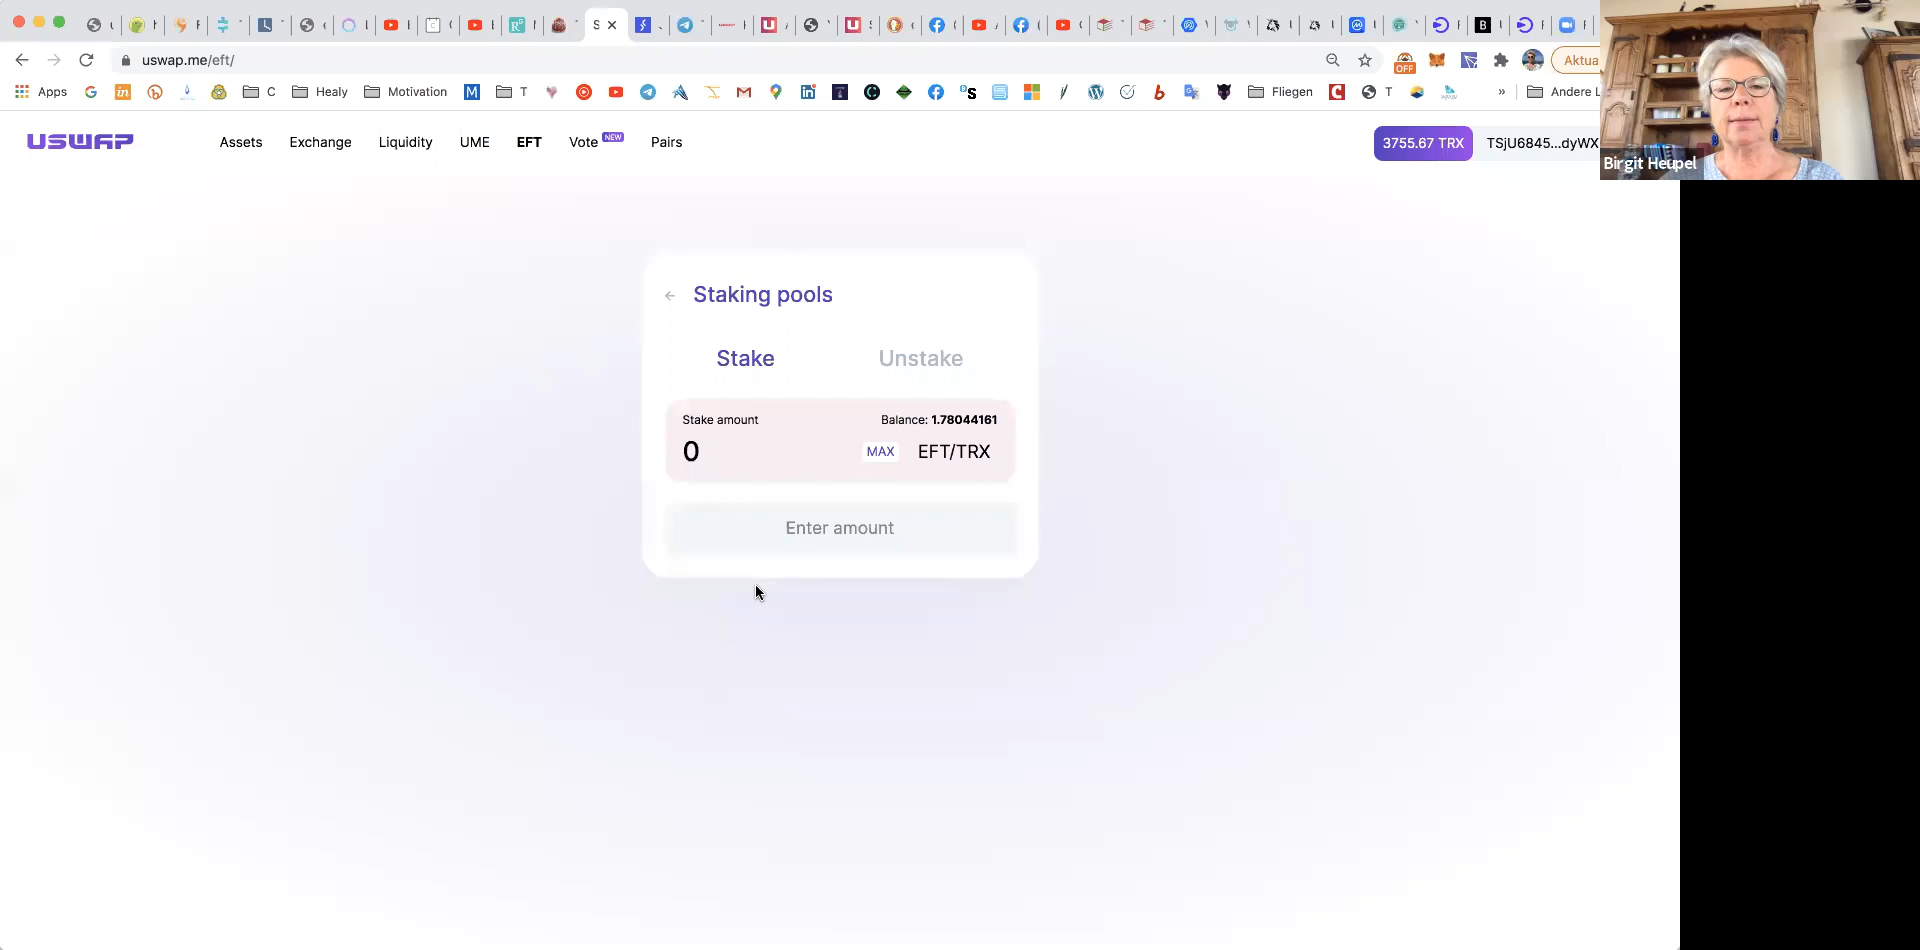 uswap.me/eft/
OFF
Aktua
Apps
C
Healy
Motivation
T
Fliegen
T
»
Andere L
USWAP
Assets
Exchange
Liquidity
UME
EFT
Vote NEW
Pairs
3755.67 TRX
TSjU6845...dyWX
Birgit Heupel
← Staking pools
Stake
Unstake
Stake amount
Balance: 1.78044161
0
MAX
EFT/TRX
Enter amount